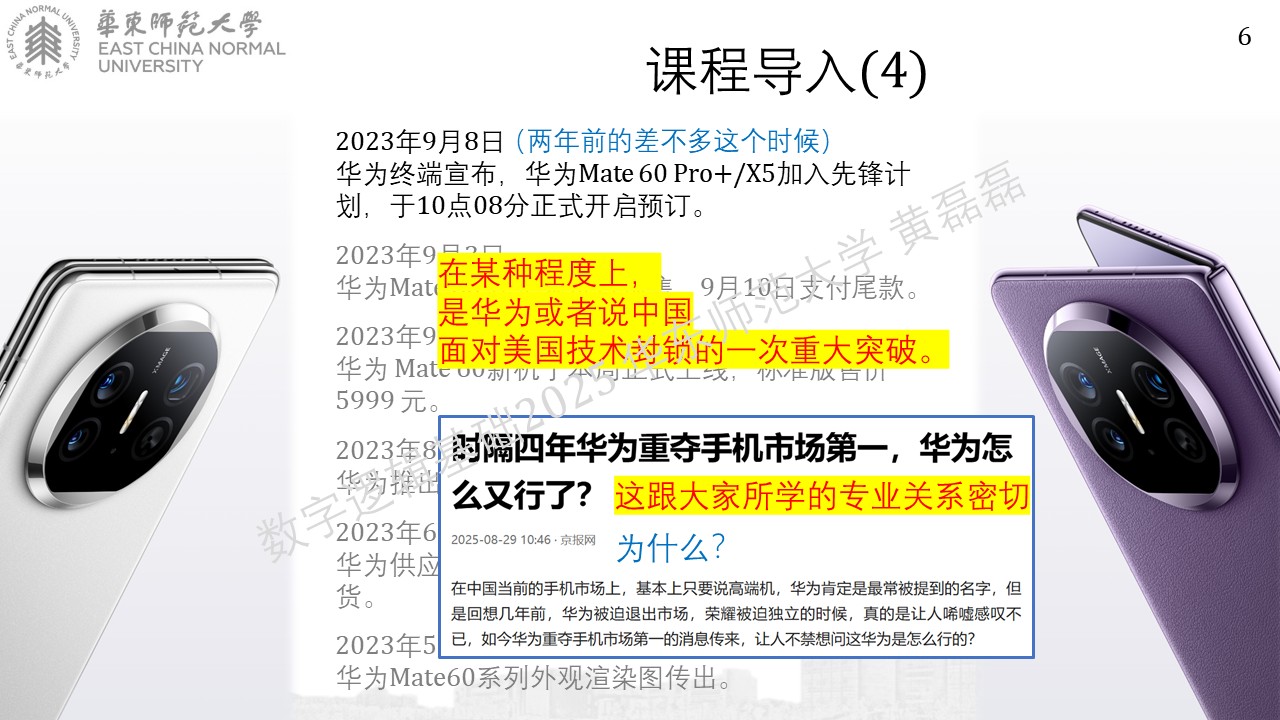 華東師範大學
EAST CHINA NORMAL
UNIVERSITY
EAST CHINA NORMAL UNIVERSITY
華東師範大學
6
课程导入(4)
2023年9月8日（两年前的差不多这个时候）
华为终端宣布，华为Mate 60 Pro+/X5加入先锋计
划，于10点08分正式开启预订。
2023年9月3日
华为Mate
售，9月10日支付尾款。
在某种程度上，
是华为或者说中国
面对美国技术封锁的一次重大突破。
2023年9
华为 Mate 60新机于本周正式上线，标准版售价
5999 元。
2023年8
华为推出
2023年6
华为供应
货。
2023年5
华为Mate60系列外观渲染图传出。
时隔四年华为重夺手机市场第一，华为怎
么又行了？
这跟大家所学的专业关系密切
2025-08-29 10:46 · 京报网
为什么？
在中国当前的手机市场上，基本上只要说高端机，华为肯定是最常被提到的名字，但
是回想几年前，华为被迫退出市场，荣耀被迫独立的时候，真的是让人唏嘘感叹不
已，如今华为重夺手机市场第一的消息传来，让人不禁想问这华为是怎么行的？
XMAGE
XMAGE
数字逻辑基础2025 华东师范大学 黄磊磊